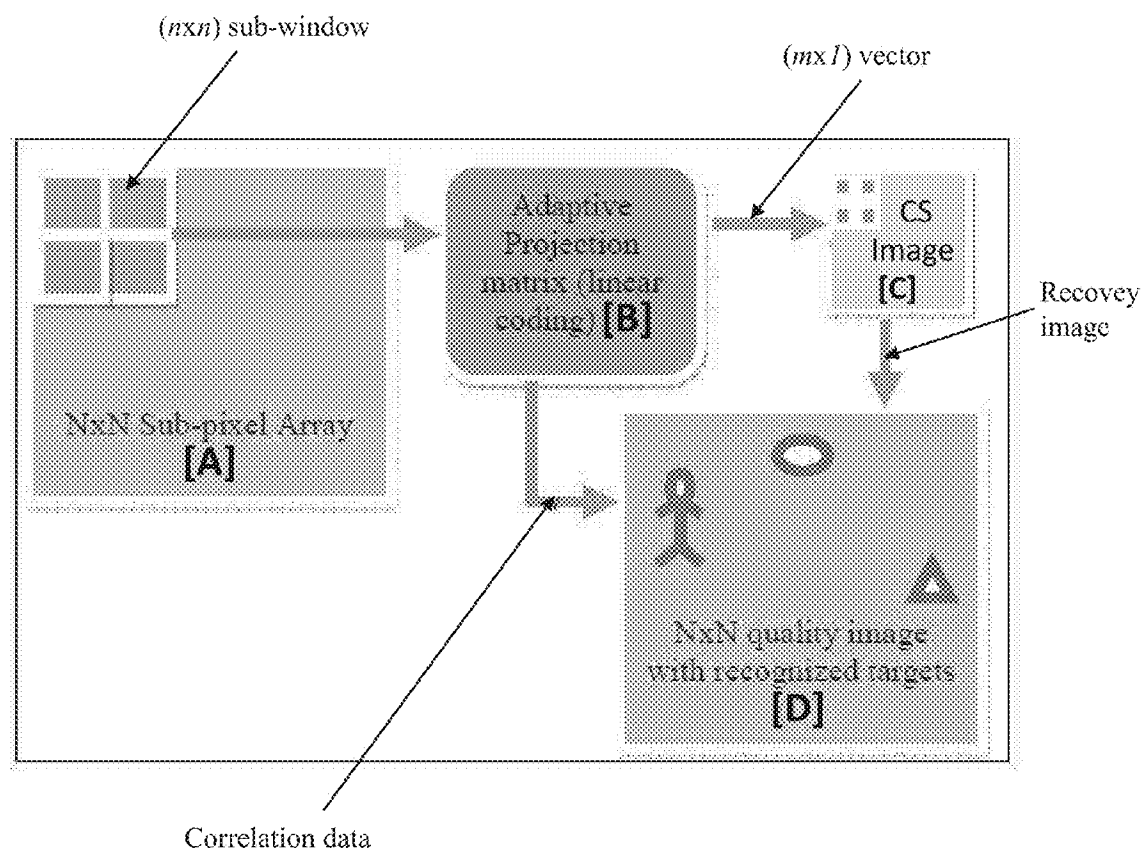 (nxn) sub-window
(mx1) vector
Adaptive
Projection
matrix (linear
coding) [B]
CS
Image
[C]
Recovey
image
NxN Sub-pixel Array
[A]
NxN quality image
with recognized targets
[D]
Correlation data